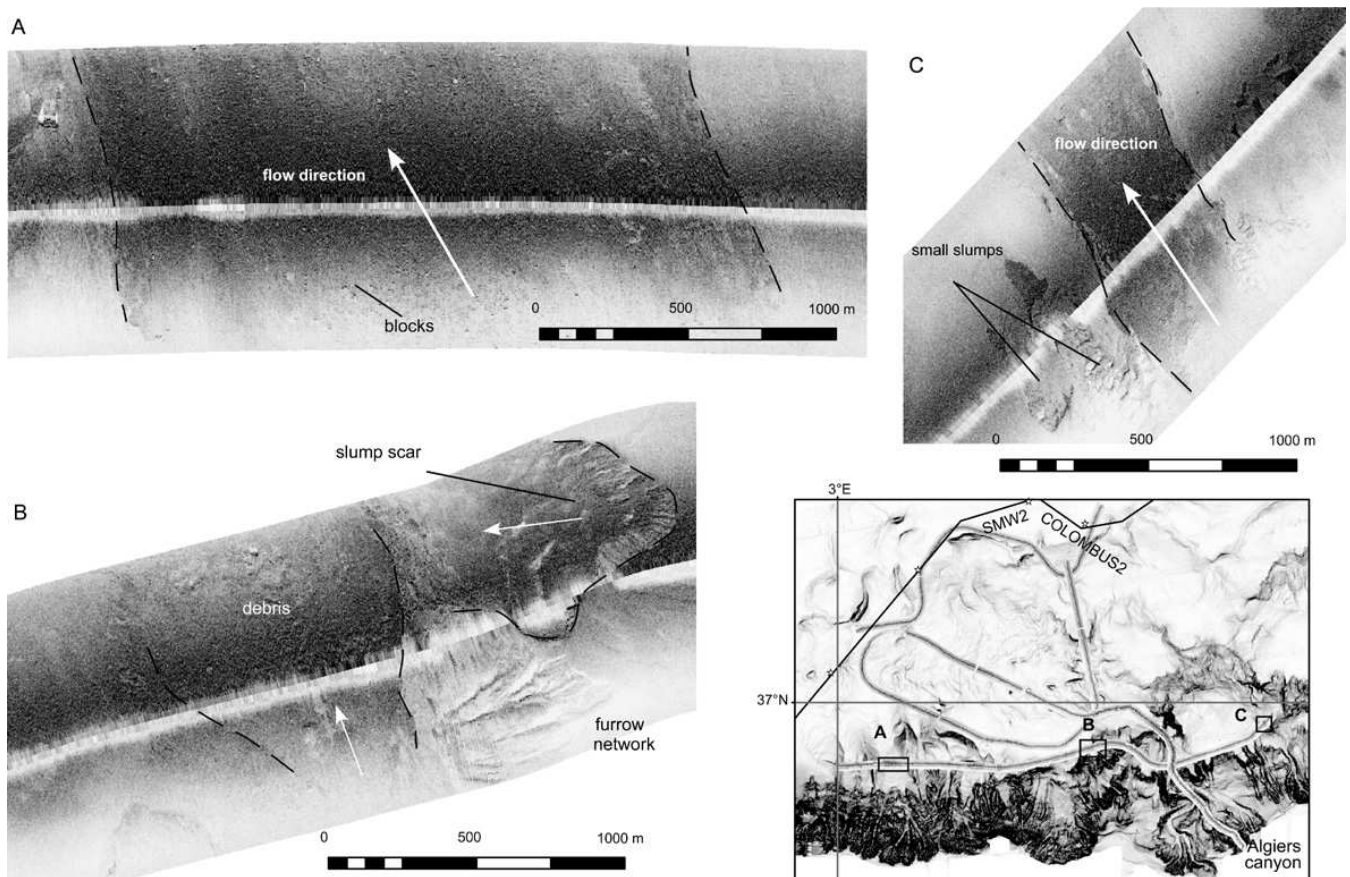 A
flow direction
blocks
0
500
1000 m
C
flow direction
small slumps
0
500
1000 m
B
slump scar
debris
furrow
network
0
500
1000 m
3°E
SMW2
COLOMBUS2
37°N
A
B
C
Algiers
canyon